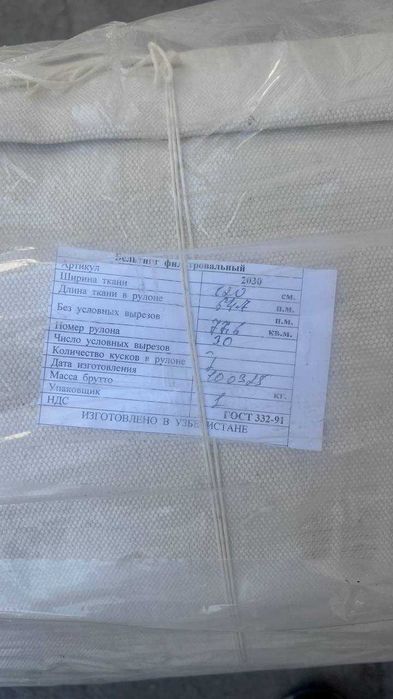 Бельтинг фильтровальный
Артикул 2030
Ширина ткани см.
Длина ткани в рулоне п.м.
Без условных вырезов п.м.
кв.м.
Номер рулона 20
Число условных вырезов
Количество кусков в рулоне
Дата изготовления
Масса брутто кг.
Упаковщик
НДС ГОСТ 332-91
ИЗГОТОВЛЕНО В УЗБЕКИСТАНЕ